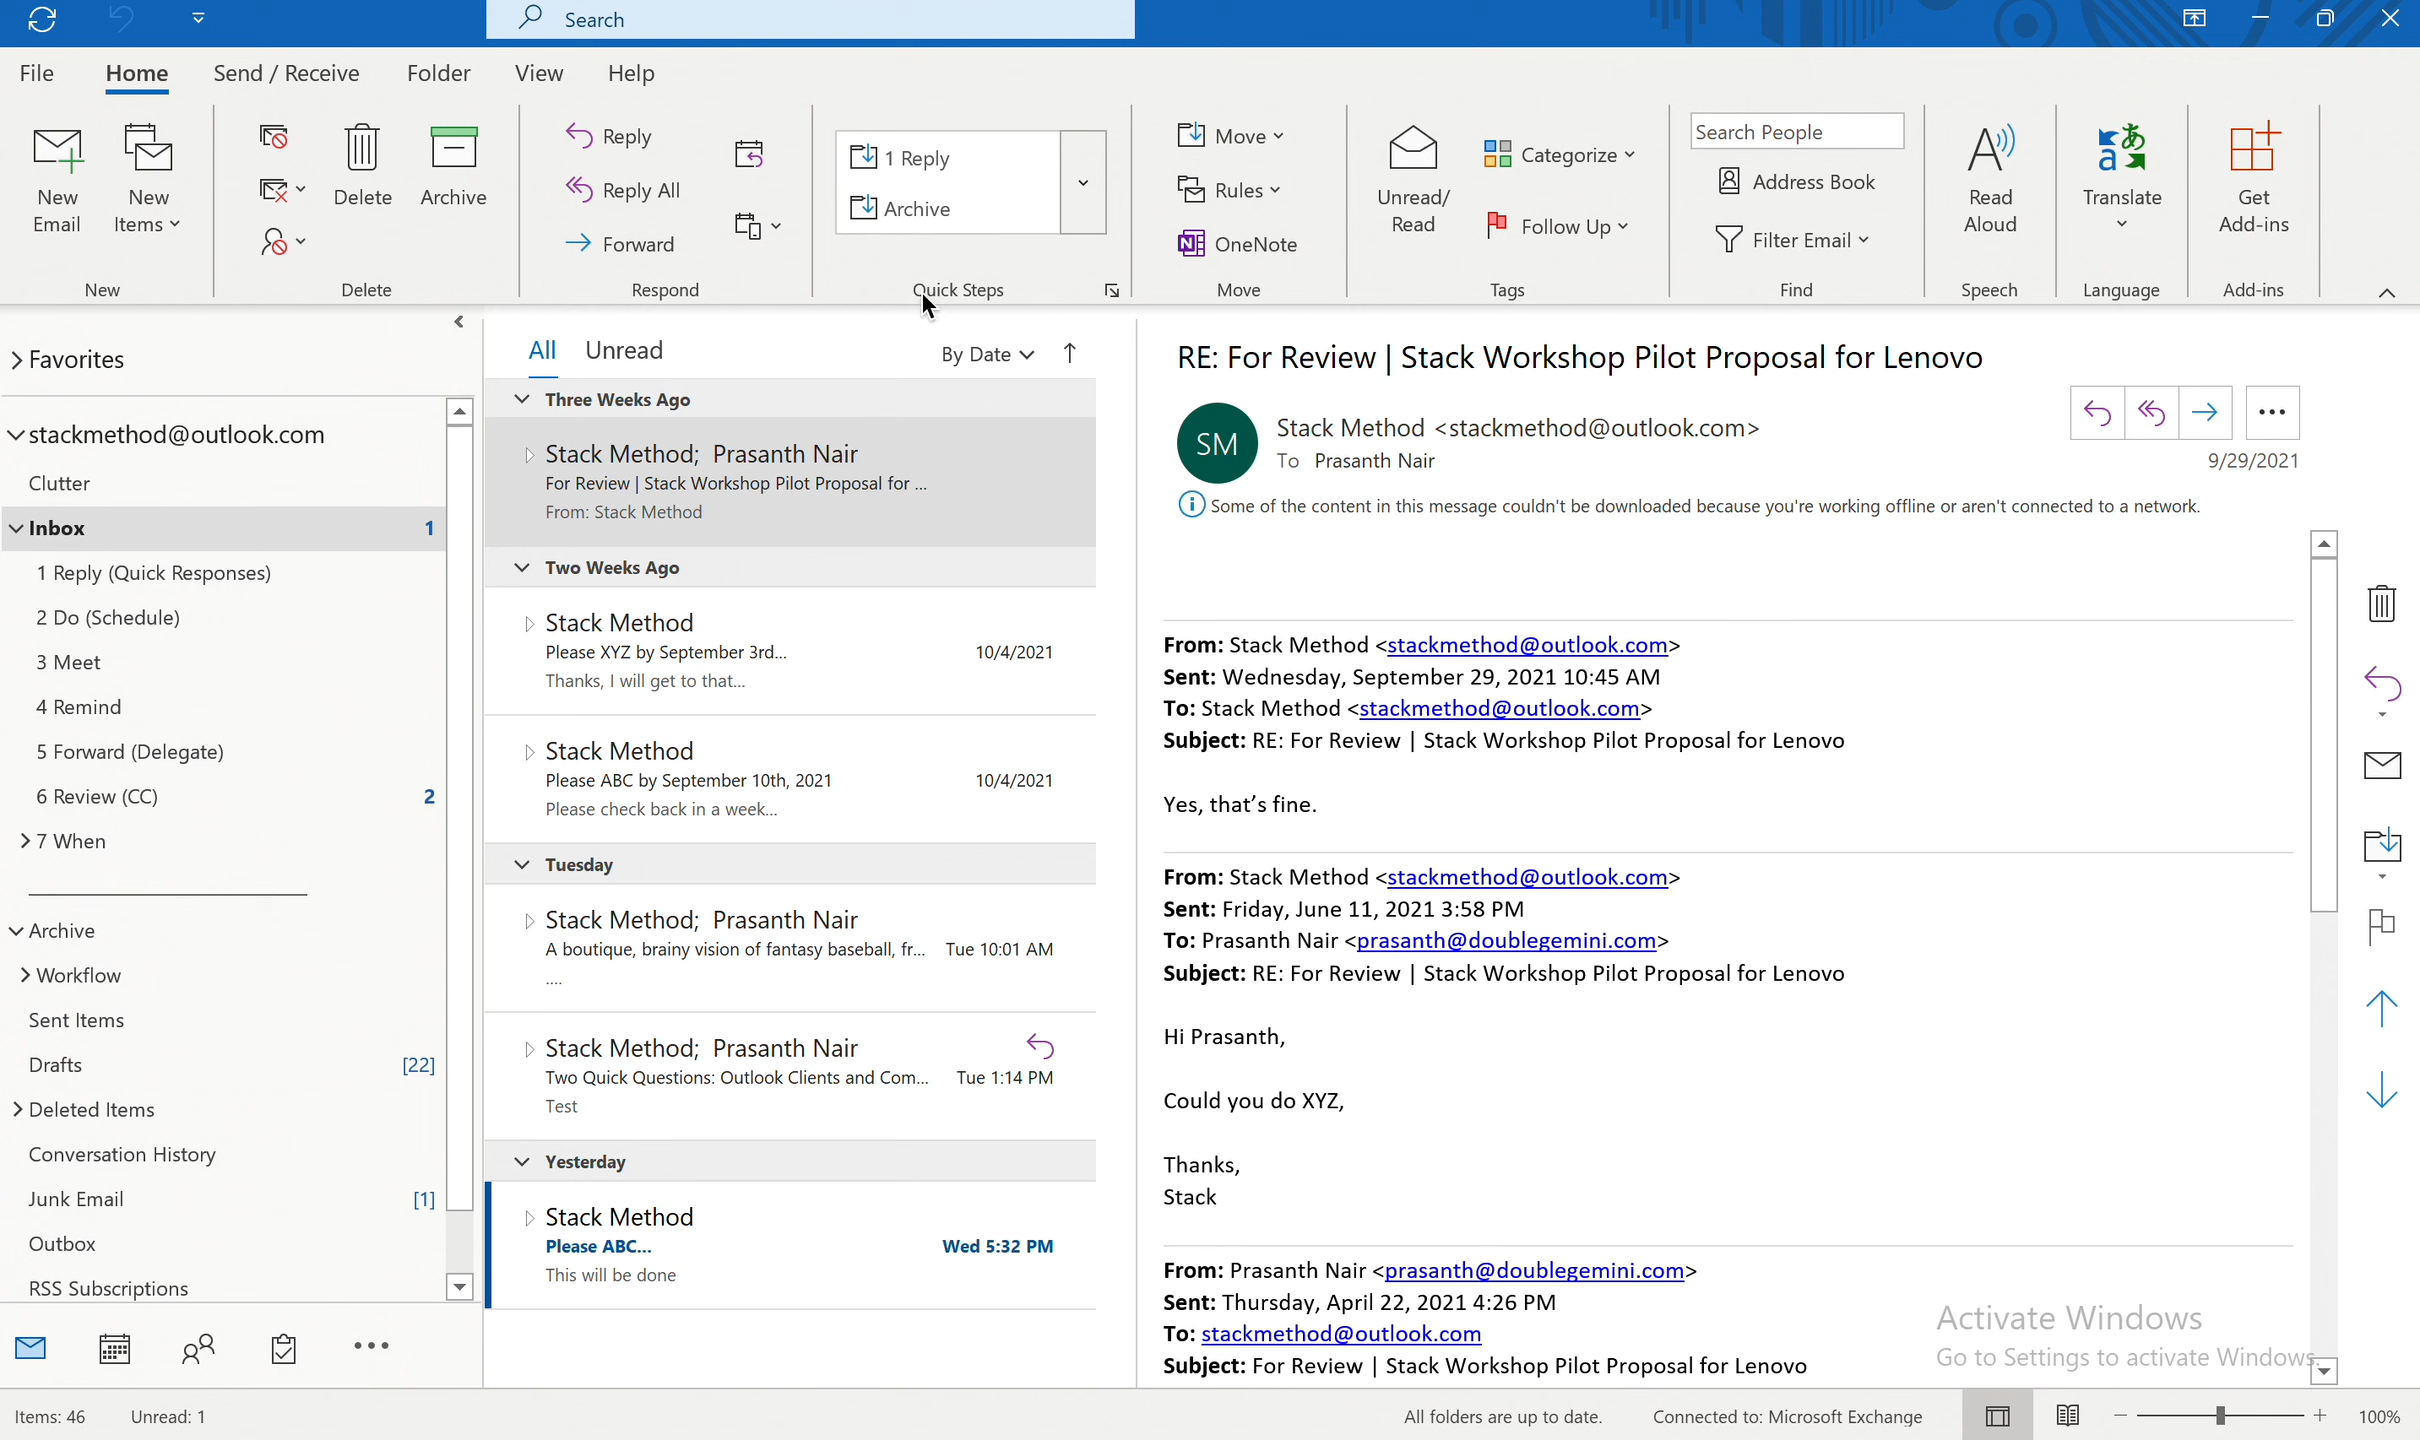 Search
File Home Send / Receive Folder View Help
New Email
New Items
New
Delete
Archive
Delete
Reply
Reply All
Forward
Respond
1 Reply
Archive
Quick Steps
Move
Rules
OneNote
Move
Unread/ Read
Categorize
Follow Up
Tags
Search People
Address Book
Filter Email
Find
Read Aloud
Speech
Translate
Language
Get Add-ins
Add-ins
Favorites
stackmethod@outlook.com
Clutter
Inbox 1
1 Reply (Quick Responses)
2 Do (Schedule)
3 Meet
4 Remind
5 Forward (Delegate)
6 Review (CC) 2
7 When
Archive
Workflow
Sent Items
Drafts [22]
Deleted Items
Conversation History
Junk Email [1]
Outbox
RSS Subscriptions
All Unread By Date
Three Weeks Ago
Stack Method; Prasanth Nair
For Review | Stack Workshop Pilot Proposal for ...
From: Stack Method
Two Weeks Ago
Stack Method
Please XYZ by September 3rd... 10/4/2021
Thanks, I will get to that...
Stack Method
Please ABC by September 10th, 2021 10/4/2021
Please check back in a week...
Tuesday
Stack Method; Prasanth Nair
A boutique, brainy vision of fantasy baseball, fr... Tue 10:01 AM
....
Stack Method; Prasanth Nair
Two Quick Questions: Outlook Clients and Com... Tue 1:14 PM
Test
Yesterday
Stack Method
Please ABC... Wed 5:32 PM
This will be done
RE: For Review | Stack Workshop Pilot Proposal for Lenovo
SM
Stack Method <stackmethod@outlook.com>
To Prasanth Nair
9/29/2021
Some of the content in this message couldn't be downloaded because you're working offline or aren't connected to a network.
From: Stack Method <stackmethod@outlook.com>
Sent: Wednesday, September 29, 2021 10:45 AM
To: Stack Method <stackmethod@outlook.com>
Subject: RE: For Review | Stack Workshop Pilot Proposal for Lenovo
Yes, that's fine.
From: Stack Method <stackmethod@outlook.com>
Sent: Friday, June 11, 2021 3:58 PM
To: Prasanth Nair <prasanth@doublegemini.com>
Subject: RE: For Review | Stack Workshop Pilot Proposal for Lenovo
Hi Prasanth,
Could you do XYZ,
Thanks,
Stack
From: Prasanth Nair <prasanth@doublegemini.com>
Sent: Thursday, April 22, 2021 4:26 PM
To: stackmethod@outlook.com
Subject: For Review | Stack Workshop Pilot Proposal for Lenovo
Activate Windows
Go to Settings to activate Windows.
Items: 46 Unread: 1 All folders are up to date. Connected to: Microsoft Exchange 100%